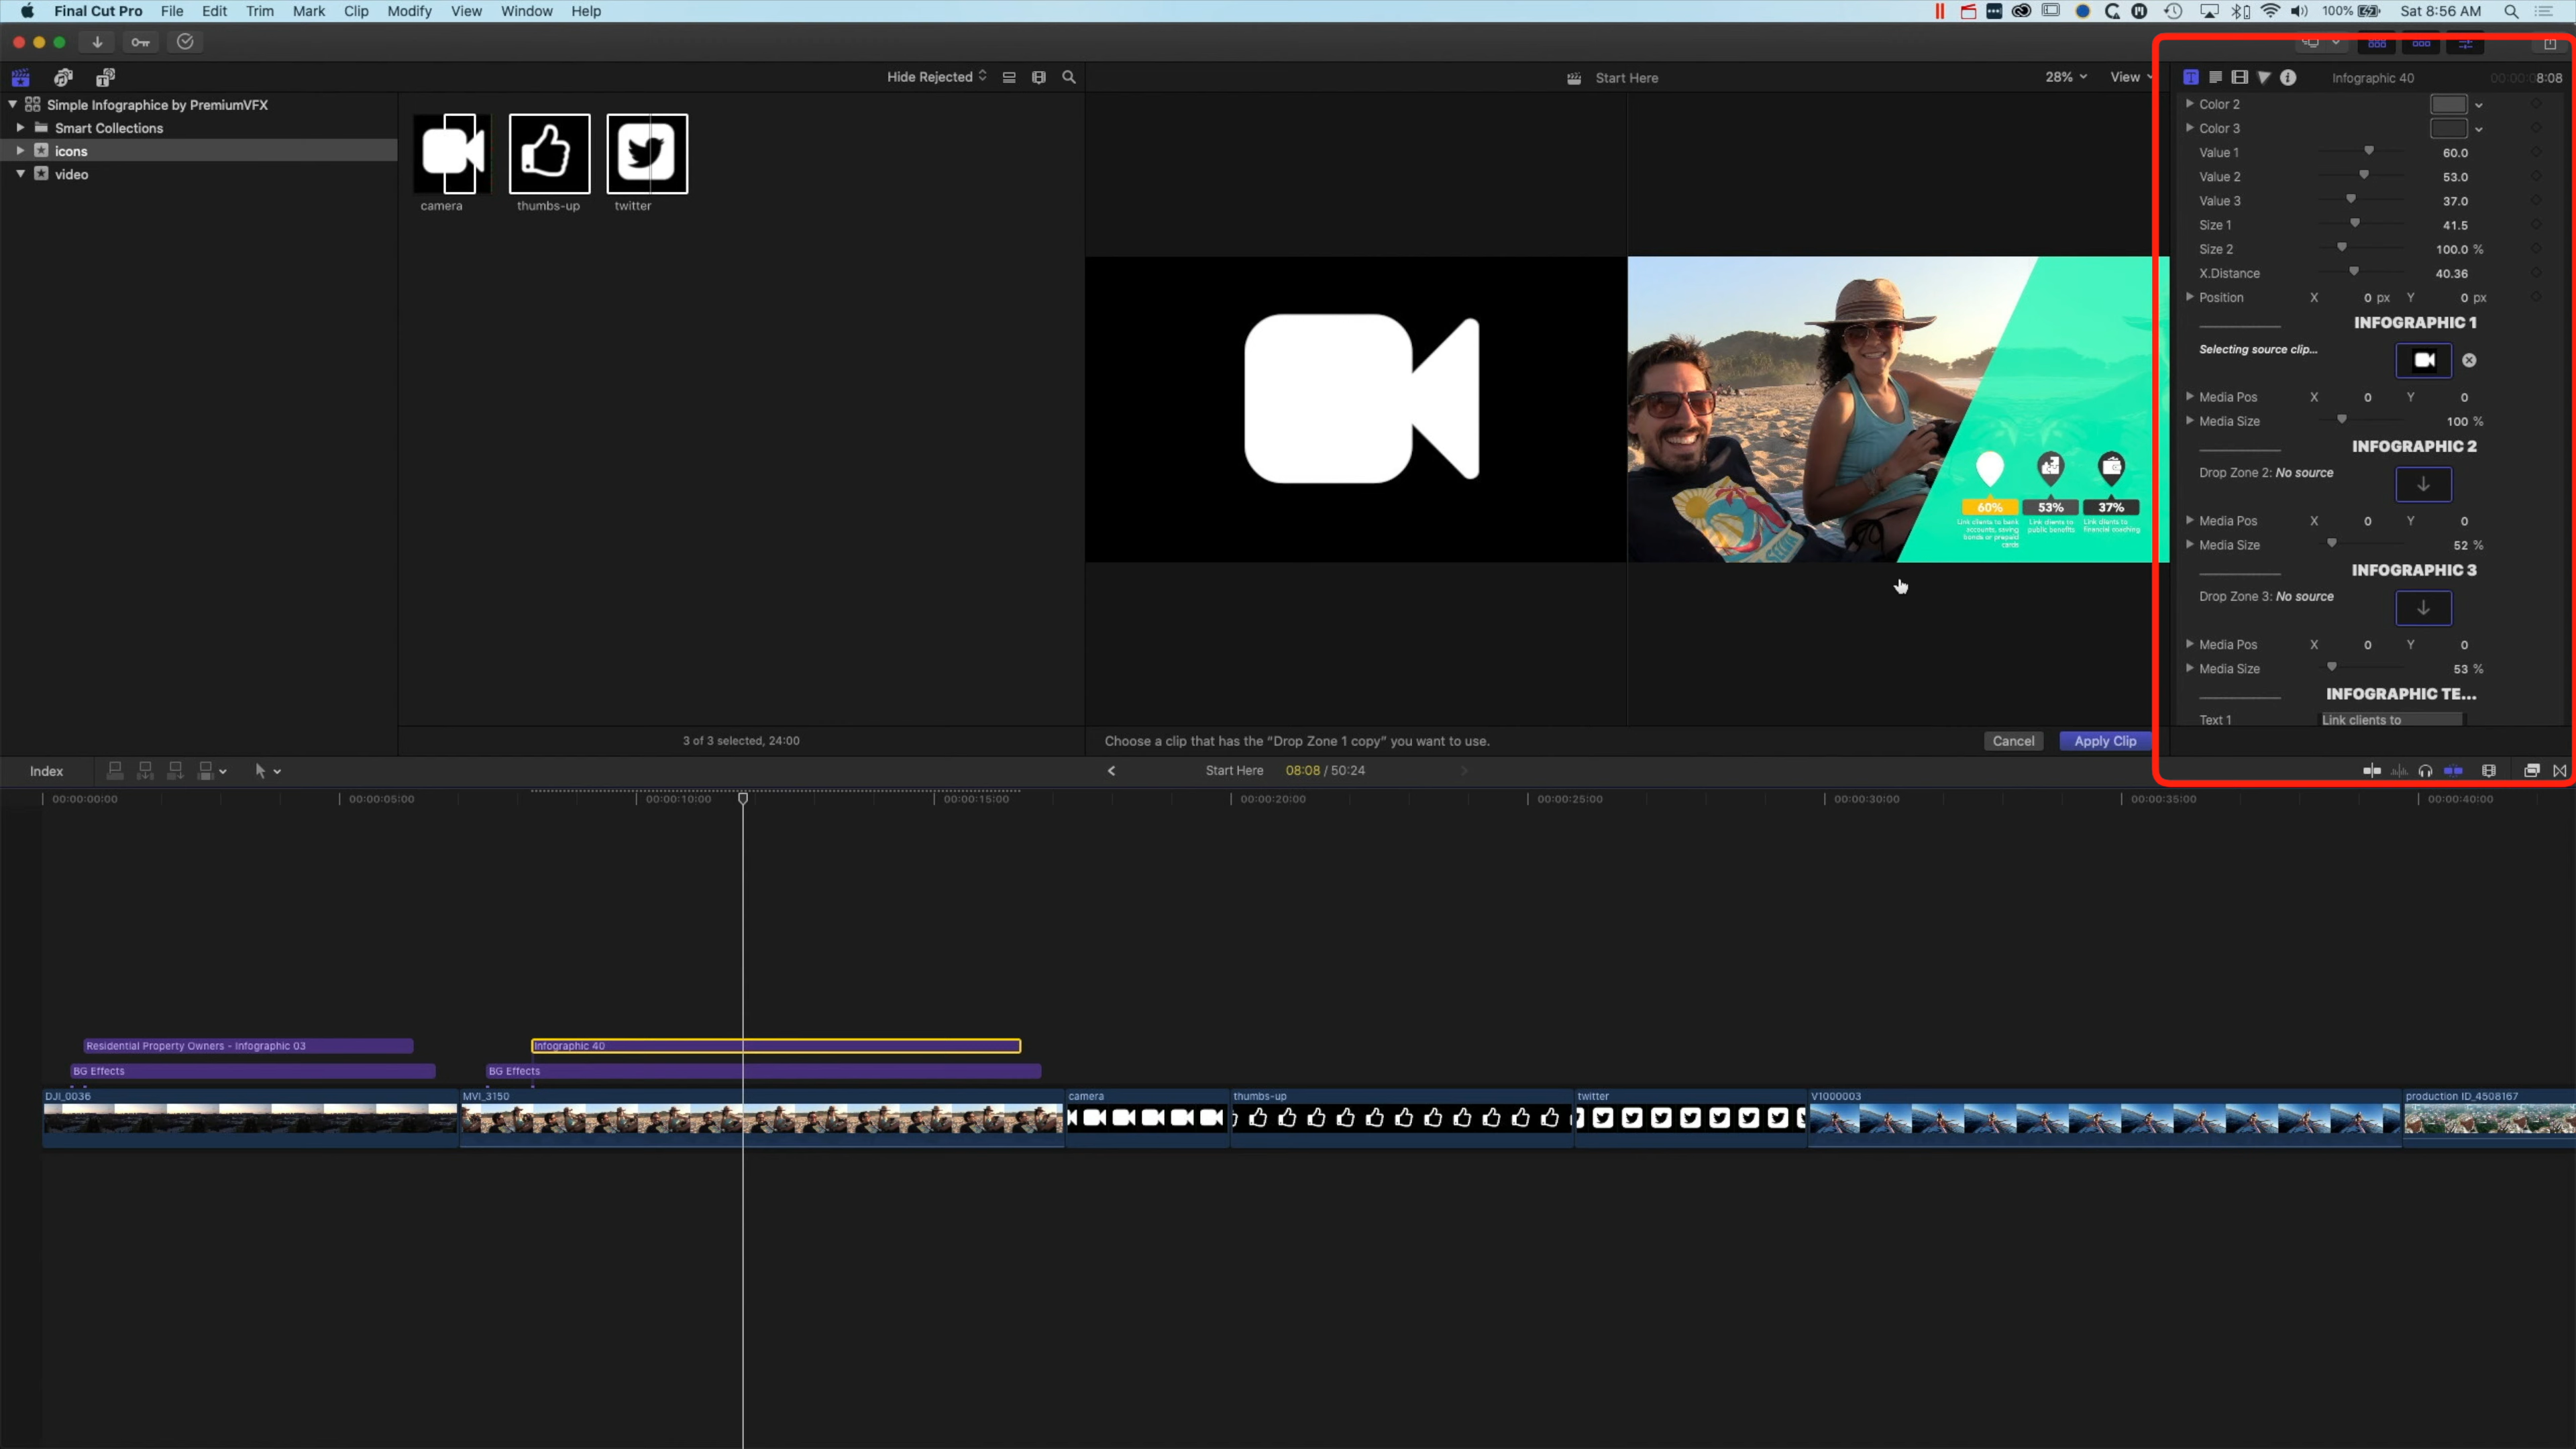 Final Cut Pro File Edit Trim Mark Clip Modify View Window Help 100% Sat 8:56 AM
Hide Rejected Start Here 28% View Infographic 40 00:00:08:08
Simple Infographice by PremiumVFX
Smart Collections
icons
video
camera thumbs-up twitter
60% 53% 37%
Link clients to bank accounts, saving bonds or prepaid cards
Link clients to public benefits
Link clients to financial coaching
Color 2
Color 3
Value 1 60.0
Value 2 53.0
Value 3 37.0
Size 1 41.5
Size 2 100.0 %
X.Distance 40.36
Position X 0 px Y 0 px
INFOGRAPHIC 1
Selecting source clip...
Media Pos X 0 Y 0
Media Size 100 %
INFOGRAPHIC 2
Drop Zone 2: No source
Media Pos X 0 Y 0
Media Size 52 %
INFOGRAPHIC 3
Drop Zone 3: No source
Media Pos X 0 Y 0
Media Size 53 %
INFOGRAPHIC TE...
Text 1 Link clients to
3 of 3 selected, 24:00
Choose a clip that has the “Drop Zone 1 copy” you want to use. Cancel Apply Clip
Index Start Here 08:08 / 50:24
00:00:00:00 00:00:05:00 00:00:10:00 00:00:15:00 00:00:20:00 00:00:25:00 00:00:30:00 00:00:35:00 00:00:40:00
Residential Property Owners - Infographic 03 Infographic 40
BG Effects BG Effects
DJI_0036 MVI_3150 camera thumbs-up twitter V1000003 production ID_4508167